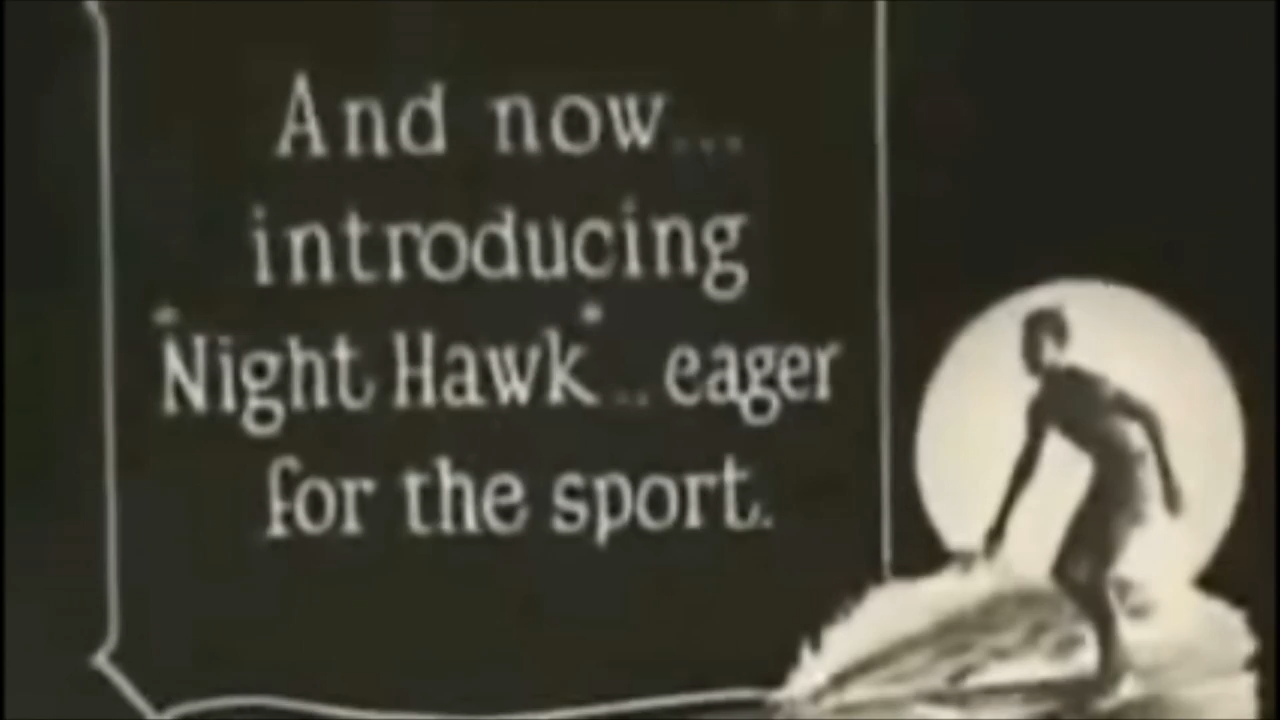 And now...
introducing
"Night Hawk"... eager
for the sport.